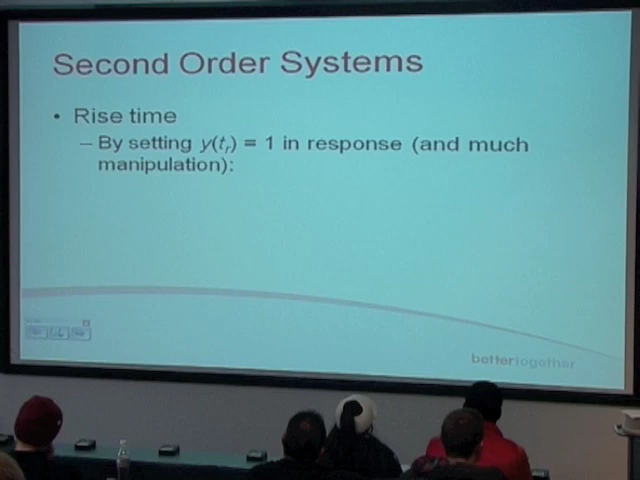 Second Order Systems
• Rise time
– By setting y(tr) = 1 in response (and much
manipulation):
bettertogether